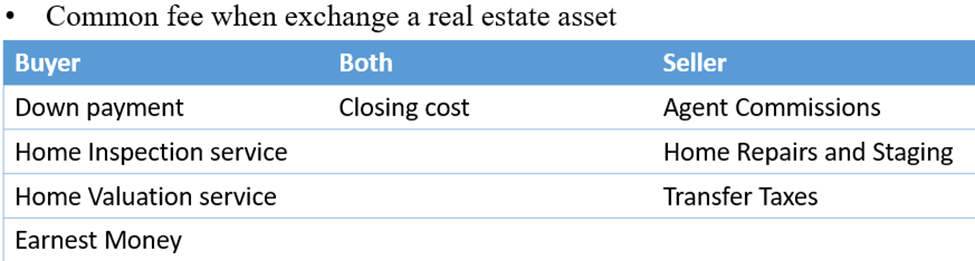 • Common fee when exchange a real estate asset
Buyer Both Seller
Down payment Closing cost Agent Commissions
Home Inspection service Home Repairs and Staging
Home Valuation service Transfer Taxes
Earnest Money